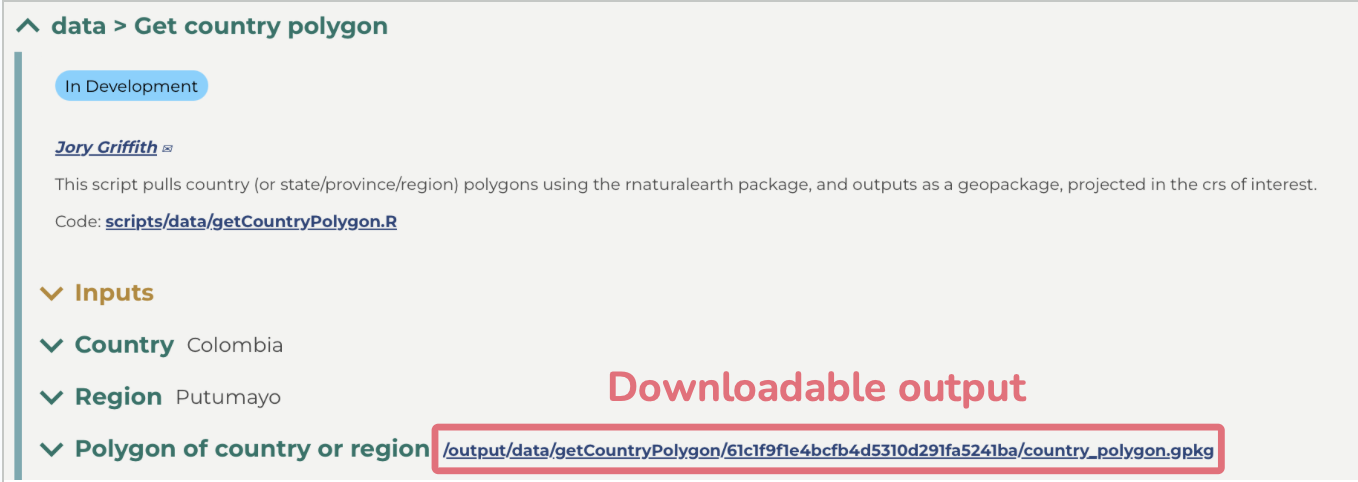 data > Get country polygon
In Development
Jory Griffith ✉
This script pulls country (or state/province/region) polygons using the rnaturalearth package, and outputs as a geopackage, projected in the crs of interest.
Code: scripts/data/getCountryPolygon.R
Inputs
Country Colombia
Region Putumayo
Downloadable output
Polygon of country or region /output/data/getCountryPolygon/61c1f9f1e4bcfb4d5310d291fa5241ba/country_polygon.gpkg